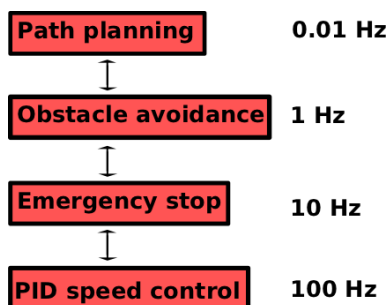 Path planning 0.01 Hz
Obstacle avoidance 1 Hz
Emergency stop 10 Hz
PID speed control 100 Hz